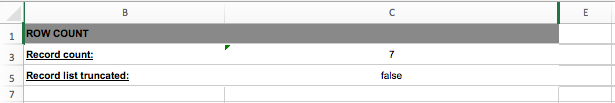 B C E
1 ROW COUNT
3 Record count: 7
5 Record list truncated: false
7